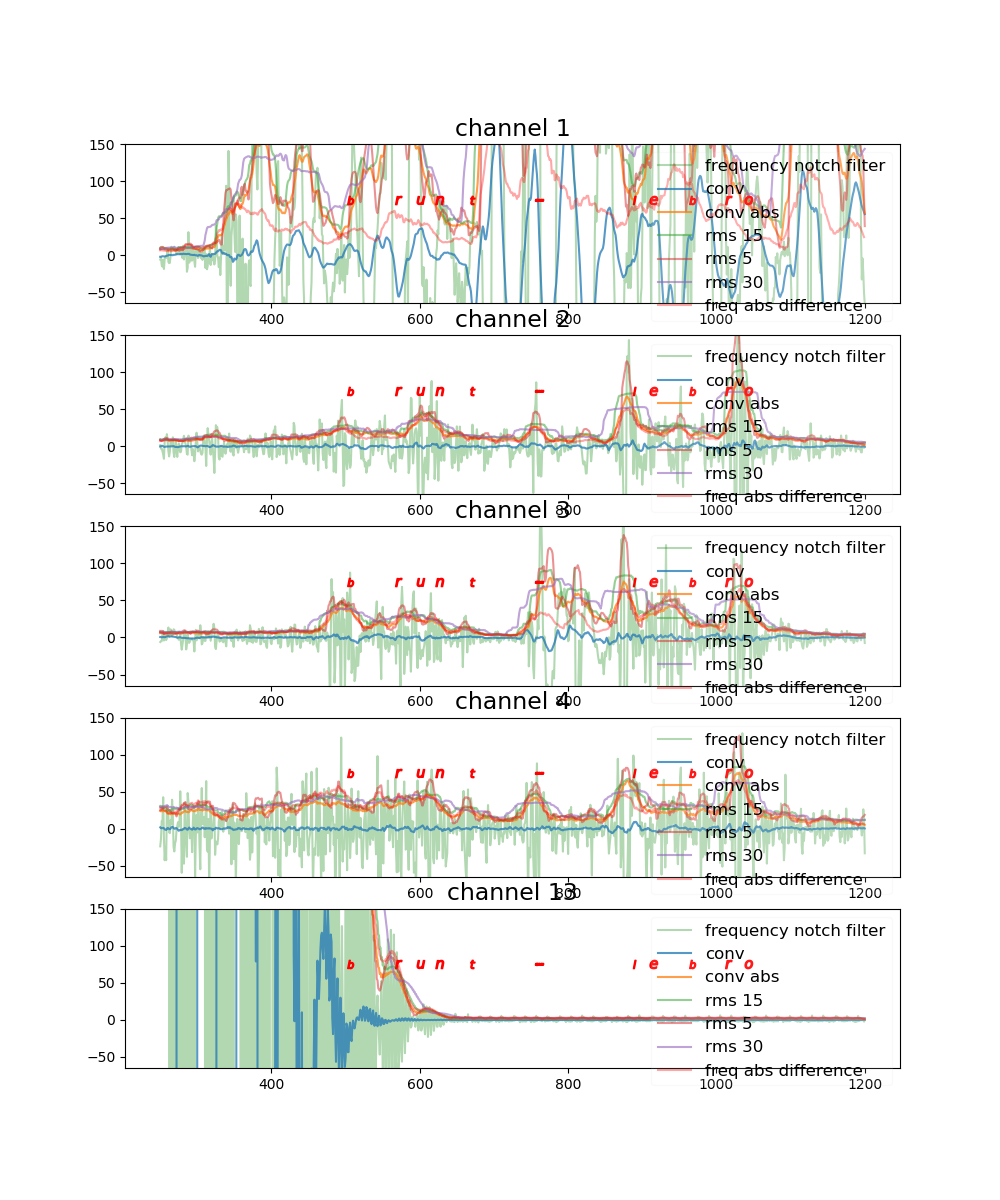 channel 1
150
100
50
0
−50
b r u n t − l e b r o
frequency notch filter
conv
conv abs
rms 15
rms 5
rms 30
freq abs difference
400 600 800 1000 1200
channel 2
150
100
50
0
−50
b r u n t − l e b r o
frequency notch filter
conv
conv abs
rms 15
rms 5
rms 30
freq abs difference
400 600 800 1000 1200
channel 3
150
100
50
0
−50
b r u n t − l e b r o
frequency notch filter
conv
conv abs
rms 15
rms 5
rms 30
freq abs difference
400 600 800 1000 1200
channel 4
150
100
50
0
−50
b r u n t − l e b r o
frequency notch filter
conv
conv abs
rms 15
rms 5
rms 30
freq abs difference
400 600 800 1000 1200
channel 13
150
100
50
0
−50
b r u n t − l e b r o
frequency notch filter
conv
conv abs
rms 15
rms 5
rms 30
freq abs difference
400 600 800 1000 1200